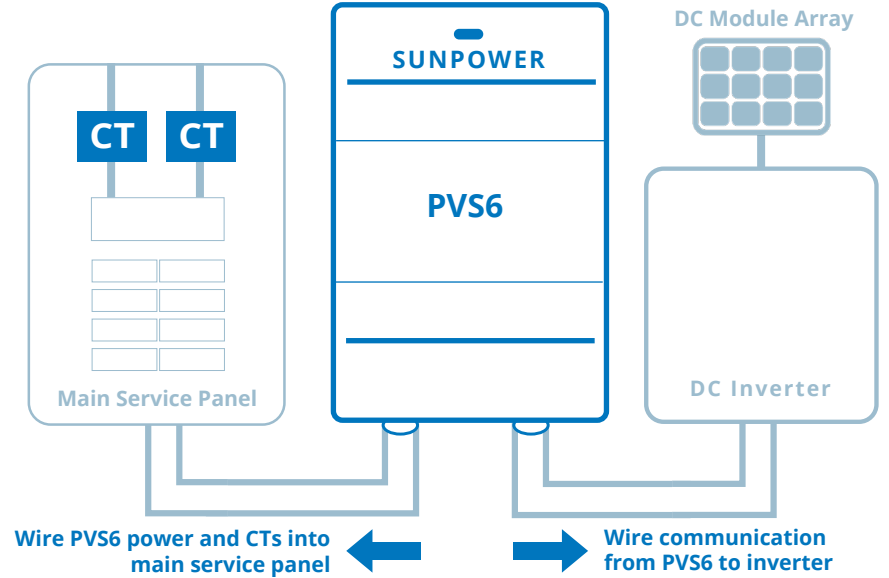 DC Module Array
SUNPOWER
CT CT
PVS6
Main Service Panel
DC Inverter
Wire PVS6 power and CTs into
main service panel
Wire communication
from PVS6 to inverter